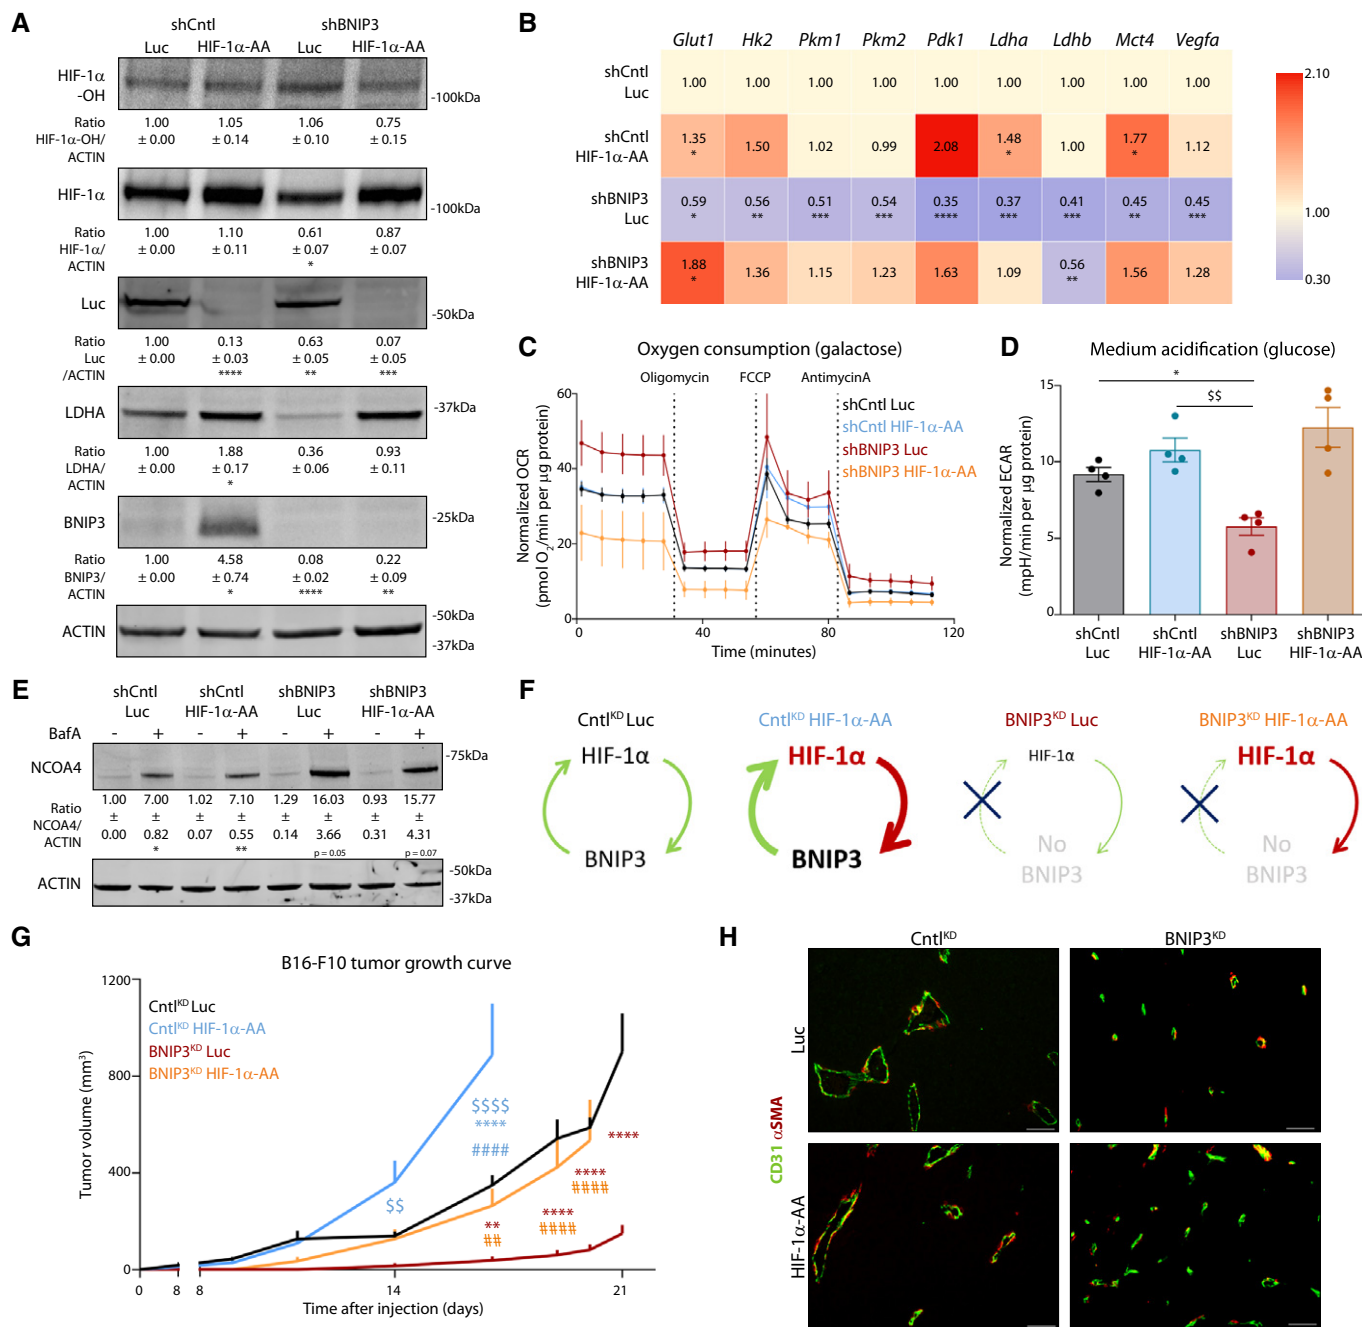 A
shCntl shBNIP3
Luc HIF-1α-AA Luc HIF-1α-AA
HIF-1α
-OH
-100kDa
Ratio 1.00 1.05 1.06 0.75
HIF-1α-OH/ ± 0.00 ± 0.14 ± 0.10 ± 0.15
ACTIN
HIF-1α
-100kDa
Ratio 1.00 1.10 0.61 0.87
HIF-1α/ ± 0.00 ± 0.11 ± 0.07 ± 0.07
ACTIN *
Luc
-50kDa
Ratio 1.00 0.13 0.63 0.07
Luc ± 0.00 ± 0.03 ± 0.05 ± 0.05
/ACTIN **** ** ***
LDHA
-37kDa
Ratio 1.00 1.88 0.36 0.93
LDHA/ ± 0.00 ± 0.17 ± 0.06 ± 0.11
ACTIN *
BNIP3
-25kDa
Ratio 1.00 4.58 0.08 0.22
BNIP3/ ± 0.00 ± 0.74 ± 0.02 ± 0.09
ACTIN * **** **
ACTIN
-50kDa
-37kDa
B
Glut1 Hk2 Pkm1 Pkm2 Pdk1 Ldha Ldhb Mct4 Vegfa
shCntl
Luc
1.00 1.00 1.00 1.00 1.00 1.00 1.00 1.00 1.00
shCntl
HIF-1α-AA
1.35 1.50 1.02 0.99 2.08 1.48 1.00 1.77 1.12
* * *
shBNIP3
Luc
0.59 0.56 0.51 0.54 0.35 0.37 0.41 0.45 0.45
* ** *** *** **** *** *** ** ***
shBNIP3
HIF-1α-AA
1.88 1.36 1.15 1.23 1.63 1.09 0.56 1.56 1.28
* **
2.10
1.00
0.30
C
Oxygen consumption (galactose)
Oligomycin FCCP AntimycinA
shCntl Luc
shCntl HIF-1α-AA
shBNIP3 Luc
shBNIP3 HIF-1α-AA
Normalized OCR
(pmol O2/min per µg protein)
60
40
20
0
0 40 80 120
Time (minutes)
D
Medium acidification (glucose)
*
$$
Normalized ECAR
(mpH/min per µg protein)
15
10
5
0
shCntl shCntl shBNIP3 shBNIP3
Luc HIF-1α-AA Luc HIF-1α-AA
E
shCntl shCntl shBNIP3 shBNIP3
Luc HIF-1α-AA Luc HIF-1α-AA
BafA - + - + - + - +
NCOA4
-75kDa
Ratio
NCOA4/
ACTIN
1.00 7.00 1.02 7.10 1.29 16.03 0.93 15.77
± ± ± ± ± ± ± ±
0.00 0.82 0.07 0.55 0.14 3.66 0.31 4.31
* ** p = 0.05 p = 0.07
ACTIN
-50kDa
-37kDa
F
CntlKD Luc CntlKD HIF-1α-AA BNIP3KD Luc BNIP3KD HIF-1α-AA
HIF-1α HIF-1α HIF-1α HIF-1α
BNIP3 BNIP3 No BNIP3 No BNIP3
G
B16-F10 tumor growth curve
CntlKD Luc
CntlKD HIF-1α-AA
BNIP3KD Luc
BNIP3KD HIF-1α-AA
Tumor volume (mm3)
1200
800
400
0
$$$$
****
####
$$
**
##
****
####
****
####
****
0 8 8 14 21
Time after injection (days)
H
CntlKD BNIP3KD
Luc
HIF-1α-AA
CD31 αSMA